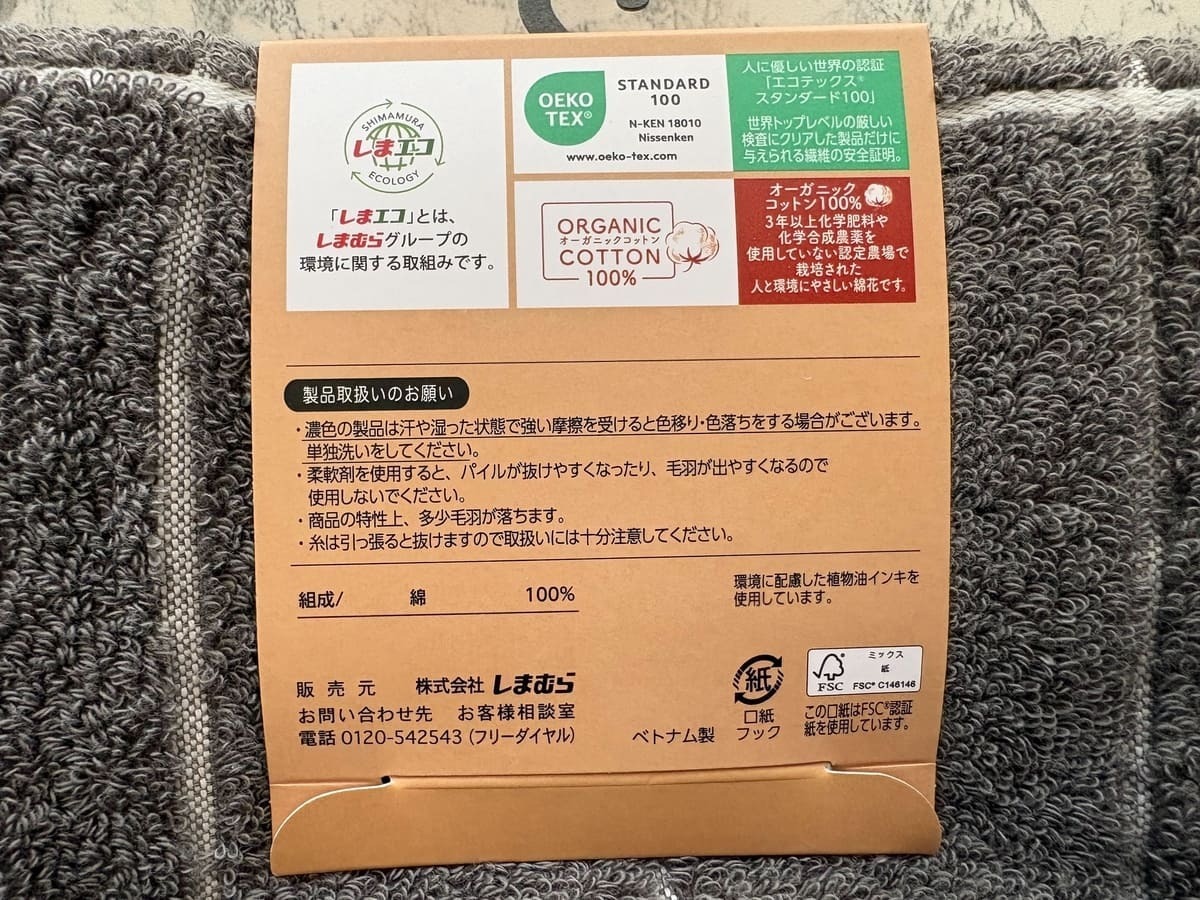 SHIMAMURA
しまエコ
ECOLOGY
「しまエコ」とは、
しまむらグループの
環境に関する取組みです。
OEKO
TEX®
STANDARD
100
N-KEN 18010
Nissenken
www.oeko-tex.com
人に優しい世界の認証
「エコテックス®
スタンダード100」
世界トップレベルの厳しい
検査にクリアした製品だけに
与えられる繊維の安全証明。
ORGANIC
オーガニックコットン
COTTON
100%
オーガニック
コットン100%
3年以上化学肥料や
化学合成農薬を
使用していない認定農場で
栽培された
人と環境にやさしい綿花です。
製品取扱いのお願い
・濃色の製品は汗や湿った状態で強い摩擦を受けると色移り・色落ちをする場合がございます。
単独洗いをしてください。
・柔軟剤を使用すると、パイルが抜けやすくなったり、毛羽が出やすくなるので
使用しないでください。
・商品の特性上、多少毛羽が落ちます。
・糸は引っ張ると抜けますので取扱いには十分注意してください。
組成/ 綿 100%
環境に配慮した植物油インキを
使用しています。
販売元 株式会社 しまむら
お問い合わせ先 お客様相談室
電話 0120-542543 (フリーダイヤル)
ベトナム製
紙
口紙
フック
FSC
ミックス
紙
FSC® C146146
この口紙はFSC®認証
紙を使用しています。